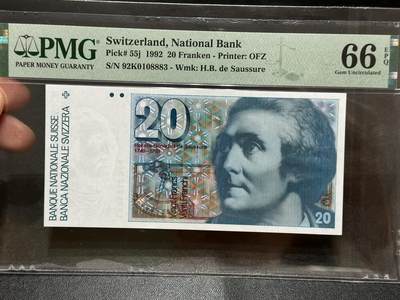 PMG
PAPER MONEY GUARANTY
Switzerland, National Bank
Pick# 55j 1992 20 Franken - Printer: OFZ
S/N 92K0108883 - Wmk: H.B. de Saussure
66 EPQ
Gem Uncirculated
BANQUE NATIONALE SUISSE
BANCA NAZIONALE SVIZZERA
20
20